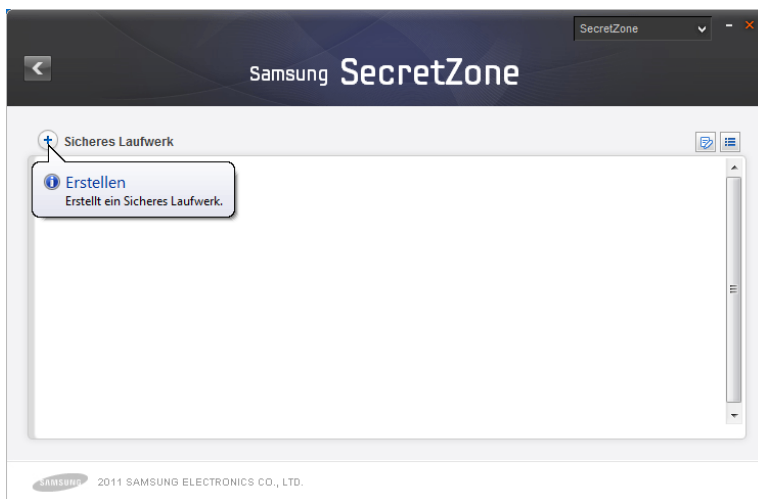 SecretZone
Samsung SecretZone
Sicheres Laufwerk
Erstellen
Erstellt ein Sicheres Laufwerk.
SAMSUNG 2011 SAMSUNG ELECTRONICS CO., LTD.